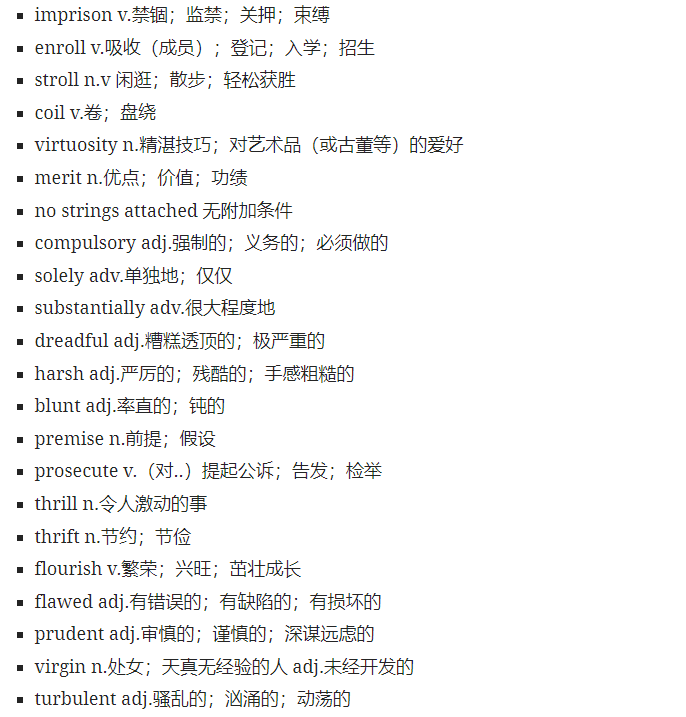 imprison v.禁锢；监禁；关押；束缚
enroll v.吸收（成员）；登记；入学；招生
stroll n.v 闲逛；散步；轻松获胜
coil v.卷；盘绕
virtuosity n.精湛技巧；对艺术品（或古董等）的爱好
merit n.优点；价值；功绩
no strings attached 无附加条件
compulsory adj.强制的；义务的；必须做的
solely adv.单独地；仅仅
substantially adv.很大程度地
dreadful adj.糟糕透顶的；极严重的
harsh adj.严厉的；残酷的；手感粗糙的
blunt adj.率直的；钝的
premise n.前提；假设
prosecute v.（对..）提起公诉；告发；检举
thrill n.令人激动的事
thrift n.节约；节俭
flourish v.繁荣；兴旺；茁壮成长
flawed adj.有错误的；有缺陷的；有损坏的
prudent adj.审慎的；谨慎的；深谋远虑的
virgin n.处女；天真无经验的人 adj.未经开发的
turbulent adj.骚乱的；汹涌的；动荡的